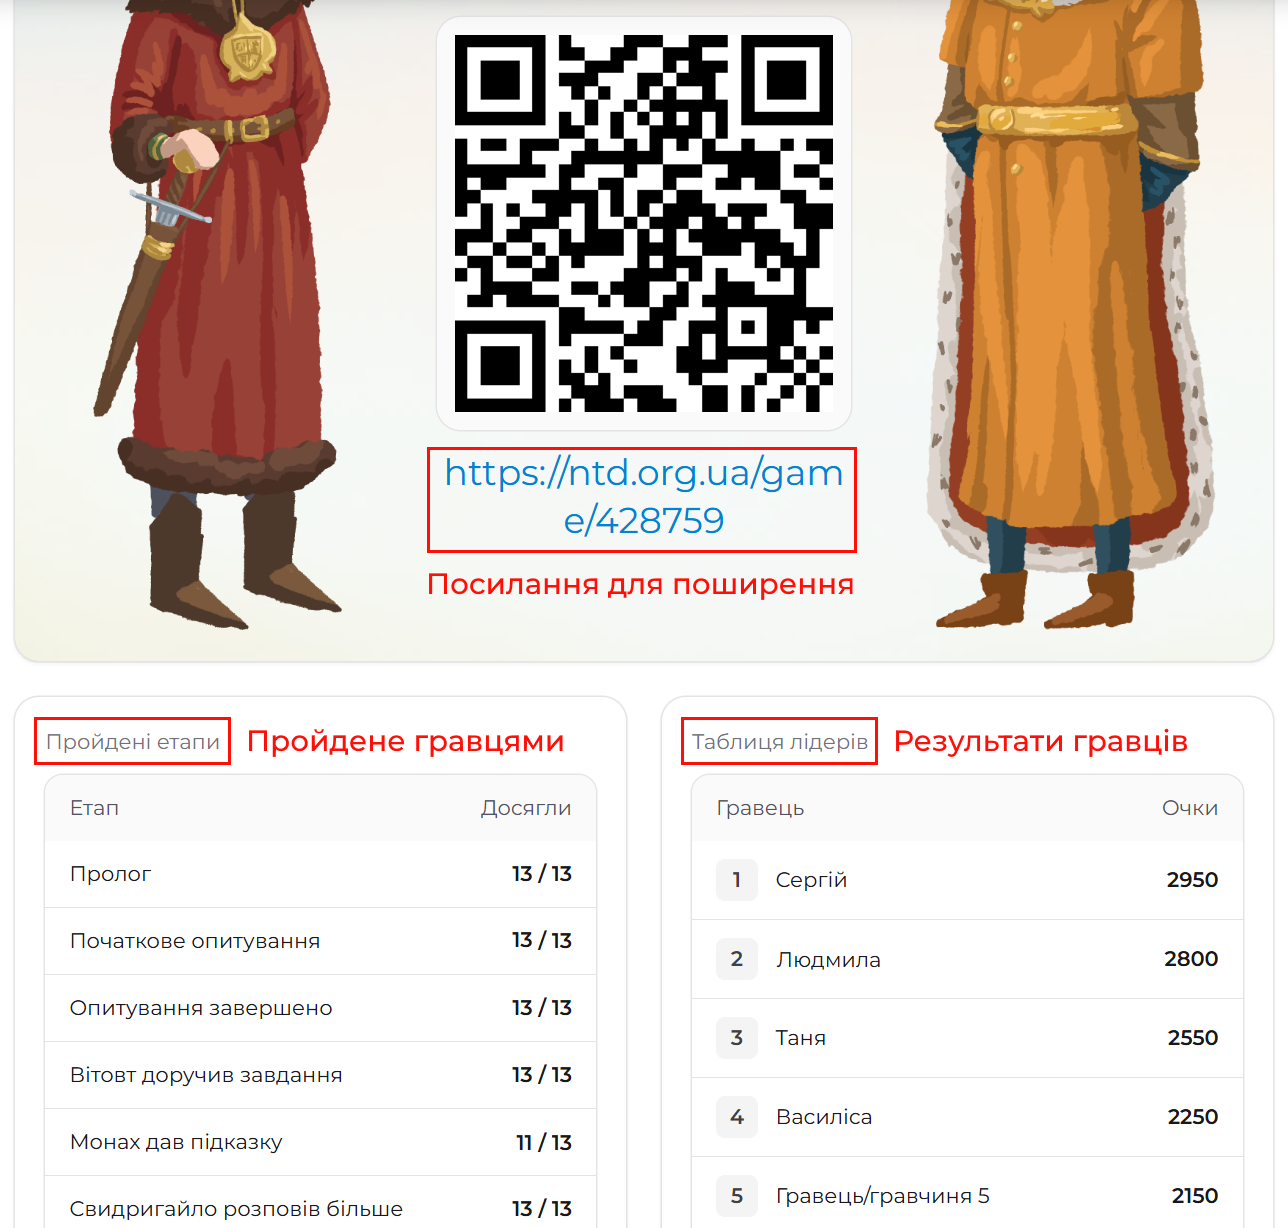 https://ntd.org.ua/gam
e/428759
Посилання для поширення
Пройдені етапи Пройдене гравцями
Етап Досягли
Пролог 13 / 13
Початкове опитування 13 / 13
Опитування завершено 13 / 13
Вітовт доручив завдання 13 / 13
Монах дав підказку 11 / 13
Свидригайло розповів більше 13 / 13
Таблиця лідерів Результати гравців
Гравець Очки
1 Сергій 2950
2 Людмила 2800
3 Таня 2550
4 Василіса 2250
5 Гравець/гравчиня 5 2150